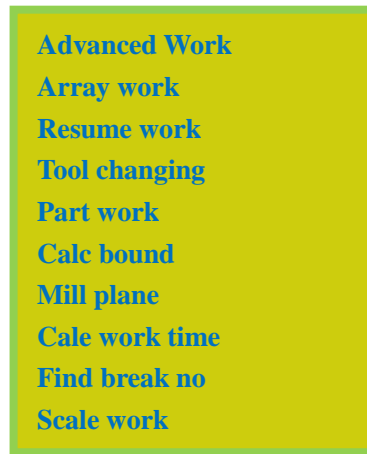 Advanced Work
Array work
Resume work
Tool changing
Part work
Calc bound
Mill plane
Cale work time
Find break no
Scale work